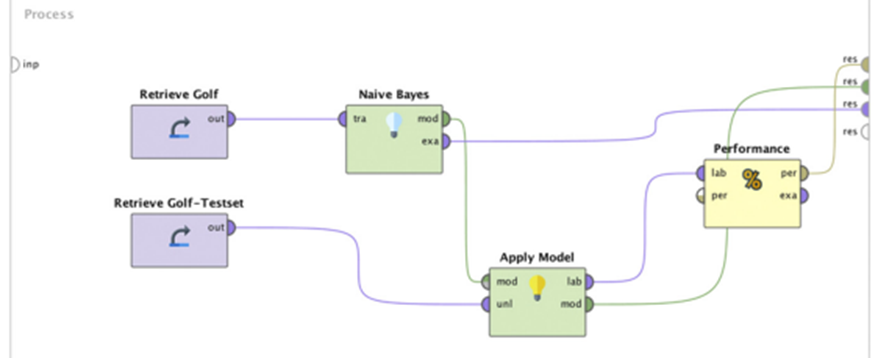 Process
inp
res
res
res
res
Retrieve Golf
out
Naive Bayes
tra
mod
exa
Performance
lab
per
per
exa
Retrieve Golf-Testset
out
Apply Model
mod
lab
unl
mod